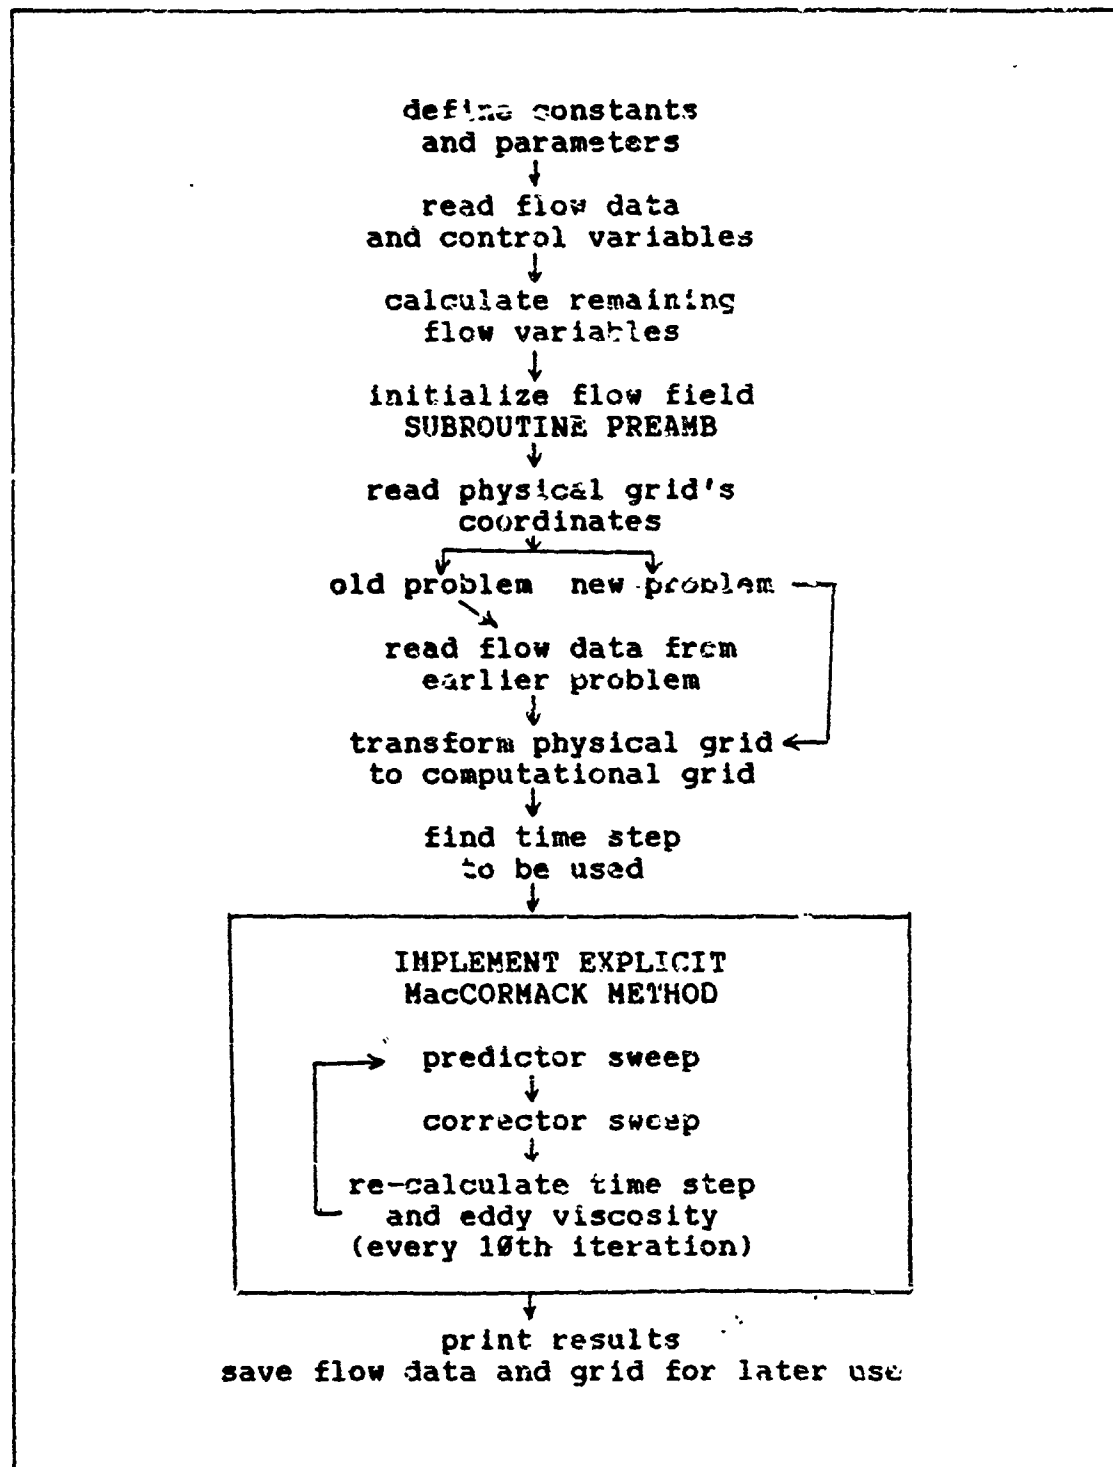 define constants
and parameters
read flow data
and control variables
calculate remaining
flow variables
initialize flow field
SUBROUTINE PREAMB
read physical grid's
coordinates
old problem new problem
read flow data from
earlier problem
transform physical grid
to computational grid
find time step
to be used
IMPLEMENT EXPLICIT
MacCORMACK METHOD
predictor sweep
corrector sweep
re-calculate time step
and eddy viscosity
(every 10th iteration)
print results
save flow data and grid for later use